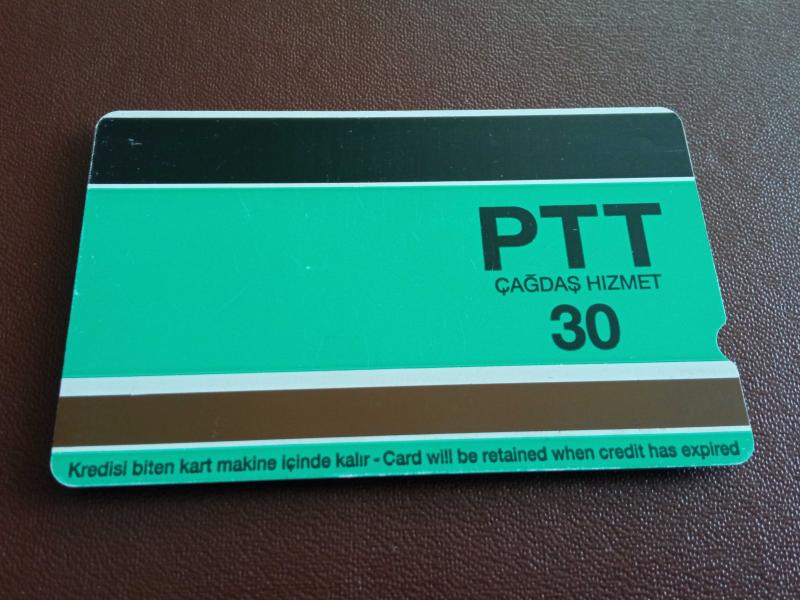 PTT
ÇAĞDAŞ HIZMET
30
Kredisi biten kart makine içinde kalır - Card will be retained when credit has expired